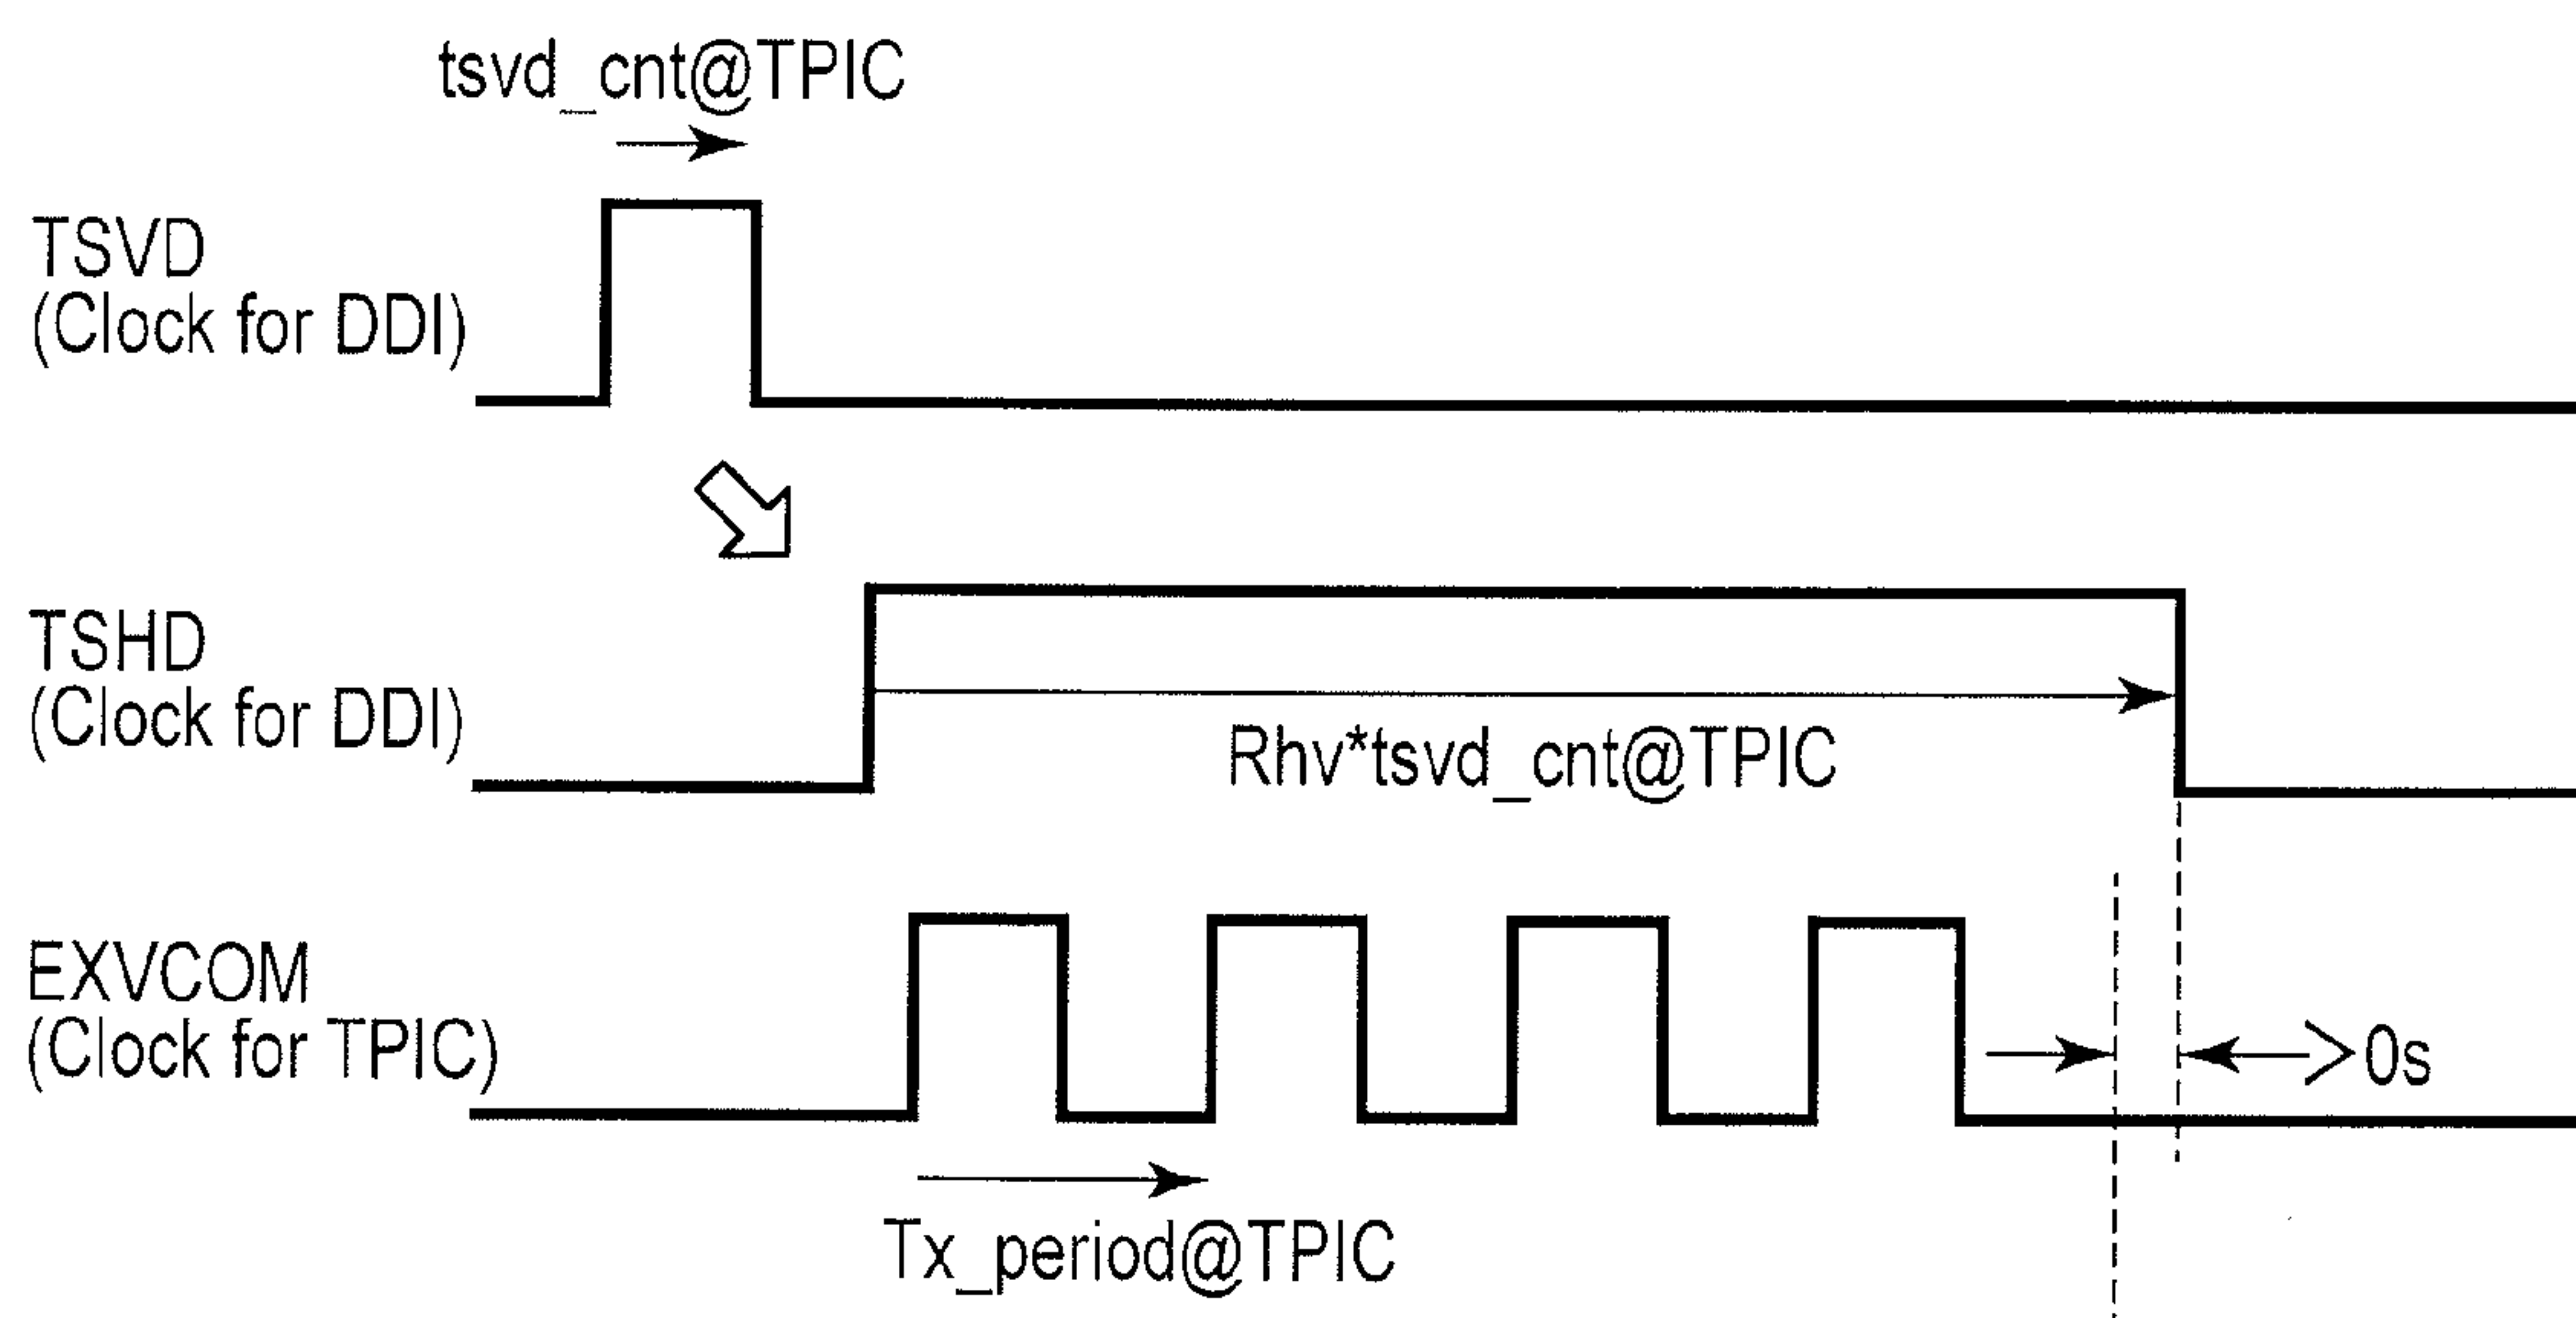 tsvd_cnt@TPIC
TSVD
(Clock for DDI)
TSHD
(Clock for DDI)
Rhv*tsvd_cnt@TPIC
EXVCOM
(Clock for TPIC)
>0s
Tx_period@TPIC